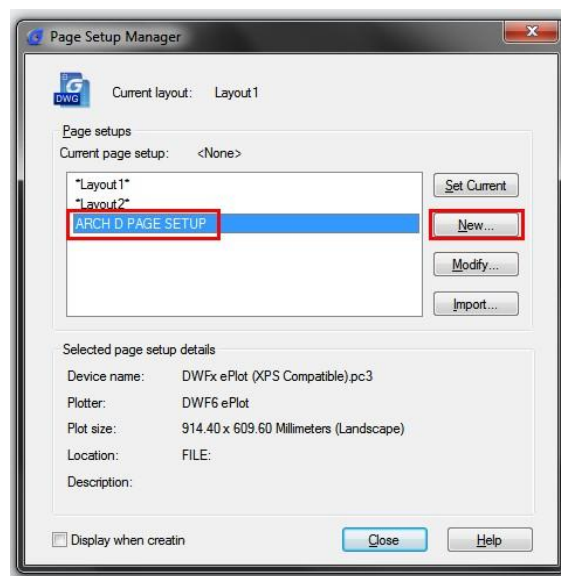 Page Setup Manager
DWG
Current layout: Layout1
Page setups
Current page setup: <None>
*Layout1*
*Layout2*
ARCH D PAGE SETUP
Set Current
New...
Modify...
Import...
Selected page setup details
Device name: DWFx ePlot (XPS Compatible).pc3
Plotter: DWF6 ePlot
Plot size: 914.40 x 609.60 Millimeters (Landscape)
Location: FILE:
Description:
Display when creatin
Close
Help